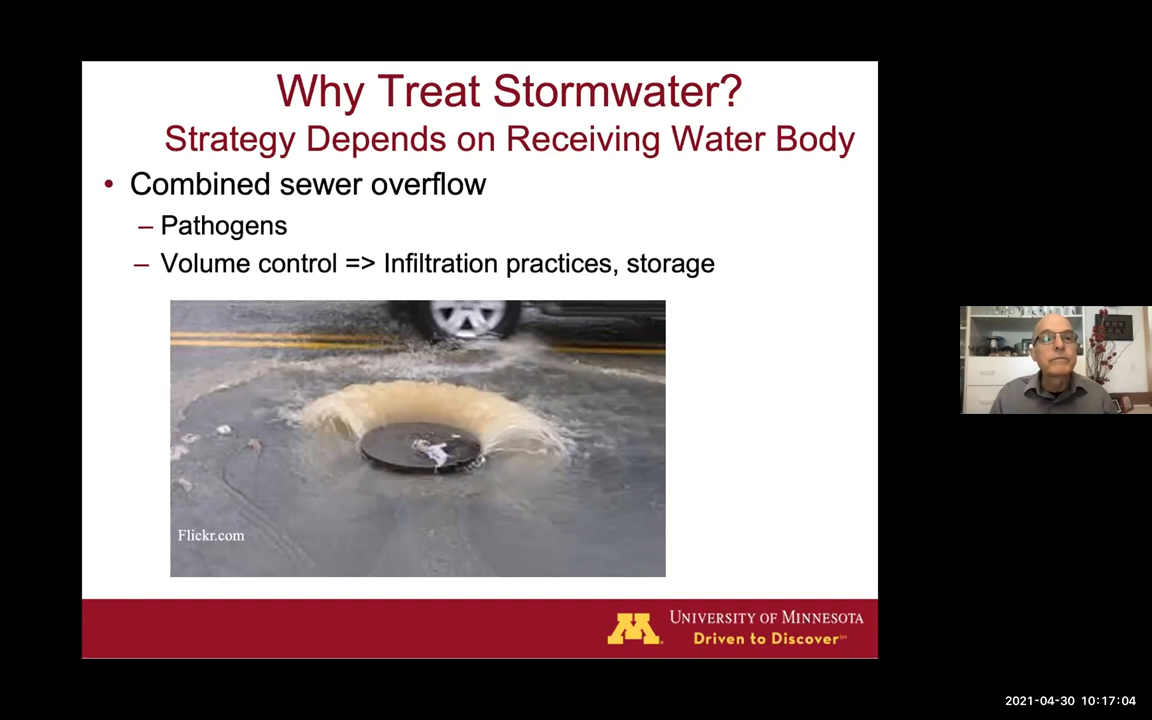 Why Treat Stormwater?
Strategy Depends on Receiving Water Body
• Combined sewer overflow
– Pathogens
– Volume control => Infiltration practices, storage
Flickr.com
M
UNIVERSITY OF MINNESOTA
Driven to Discover℠
2021-04-30 10:17:04